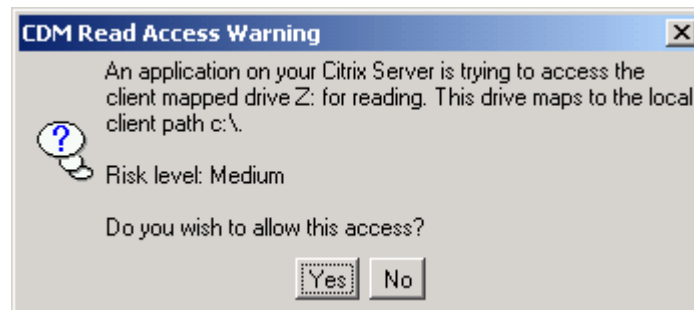 CDM Read Access Warning
An application on your Citrix Server is trying to access the
client mapped drive Z: for reading. This drive maps to the local
client path c:\.
Risk level: Medium
Do you wish to allow this access?
Yes No